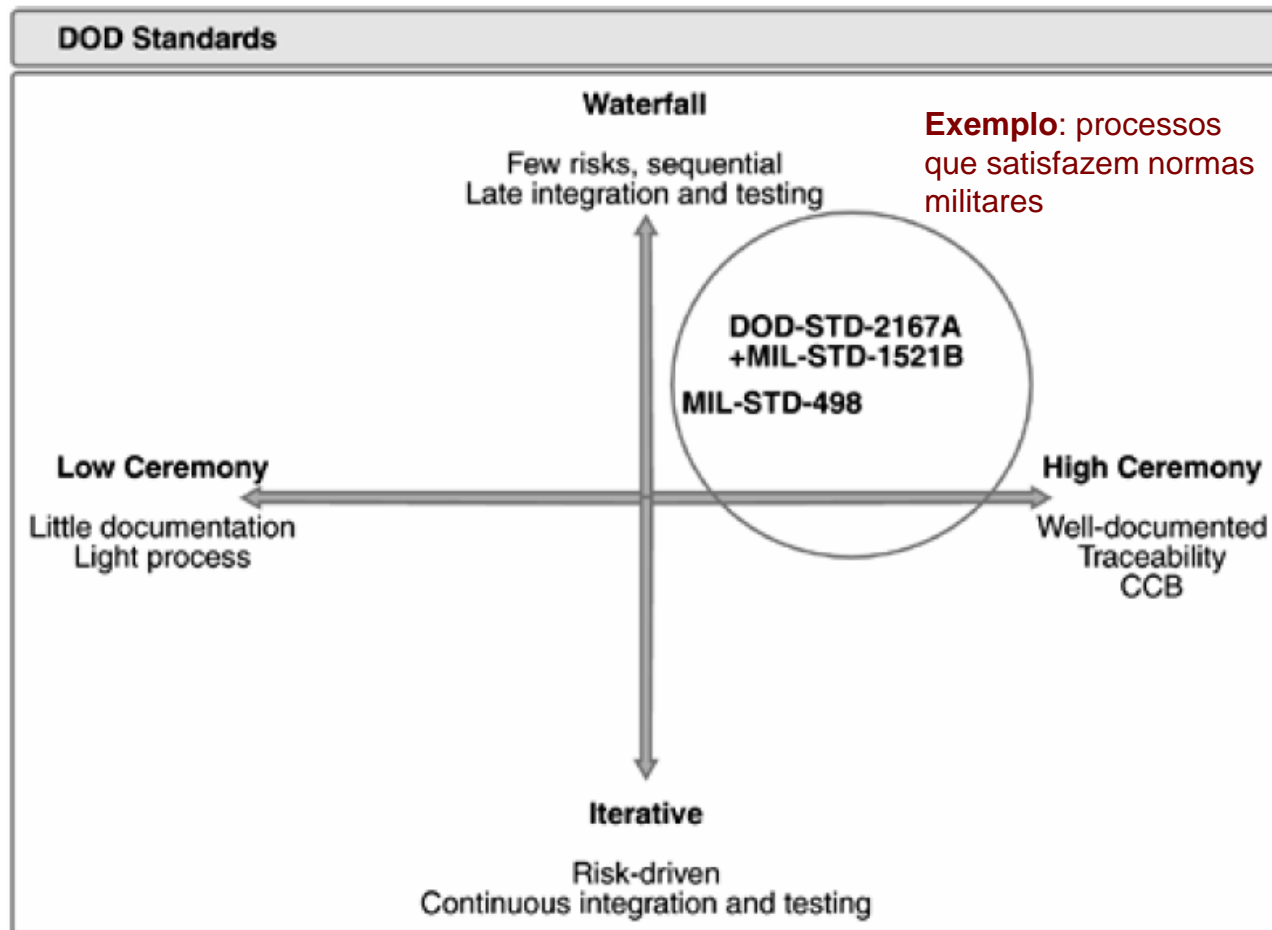 DOD Standards
Waterfall
Few risks, sequential
Late integration and testing
Exemplo: processos
que satisfazem normas
militares
DOD-STD-2167A
+MIL-STD-1521B
MIL-STD-498
Low Ceremony
Little documentation
Light process
High Ceremony
Well-documented
Traceability
CCB
Iterative
Risk-driven
Continuous integration and testing